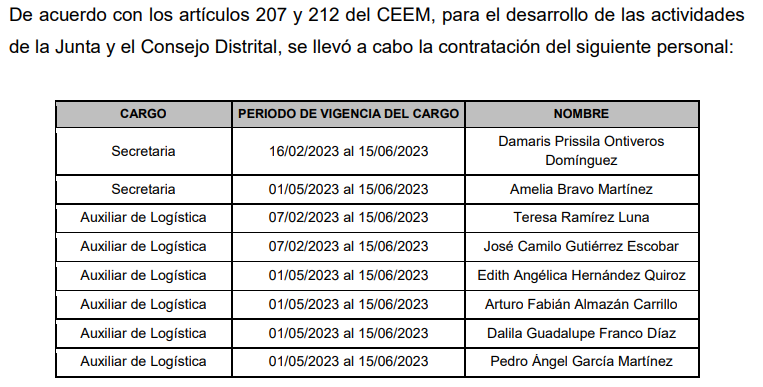 De acuerdo con los artículos 207 y 212 del CEEM, para el desarrollo de las actividades
de la Junta y el Consejo Distrital, se llevó a cabo la contratación del siguiente personal:
CARGO PERIODO DE VIGENCIA DEL CARGO NOMBRE
Secretaria 16/02/2023 al 15/06/2023 Damaris Prissila Ontiveros
Domínguez
Secretaria 01/05/2023 al 15/06/2023 Amelia Bravo Martínez
Auxiliar de Logística 07/02/2023 al 15/06/2023 Teresa Ramírez Luna
Auxiliar de Logística 07/02/2023 al 15/06/2023 José Camilo Gutiérrez Escobar
Auxiliar de Logística 01/05/2023 al 15/06/2023 Edith Angélica Hernández Quiroz
Auxiliar de Logística 01/05/2023 al 15/06/2023 Arturo Fabián Almazán Carrillo
Auxiliar de Logística 01/05/2023 al 15/06/2023 Dalila Guadalupe Franco Díaz
Auxiliar de Logística 01/05/2023 al 15/06/2023 Pedro Ángel García Martínez